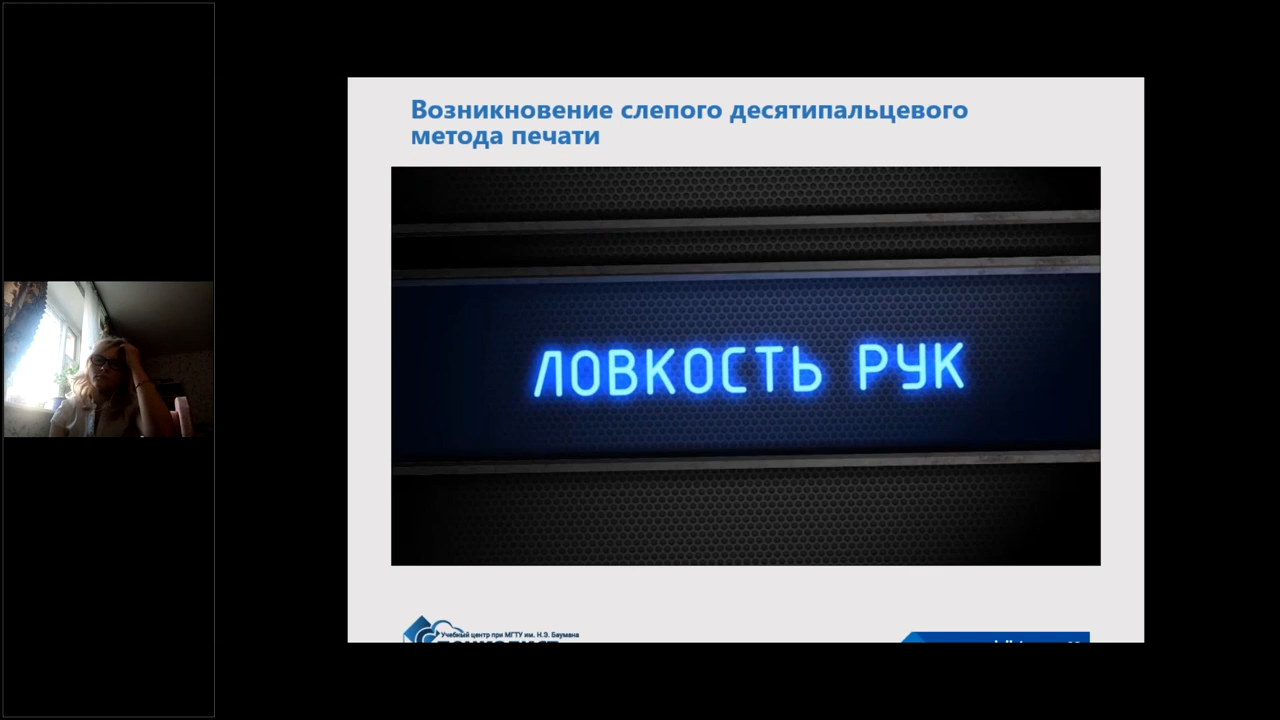 Возникновение слепого десятипальцевого
метода печати
ЛОВКОСТЬ РУК
Учебный центр при МГТУ им. Н.Э. Баумана